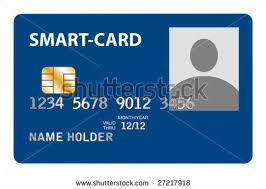 SMART-CARD
1234 5678 9012 3456
MONTH/YEAR
VALID THRU 12/12
NAME HOLDER
www.shutterstock.com · 27217918